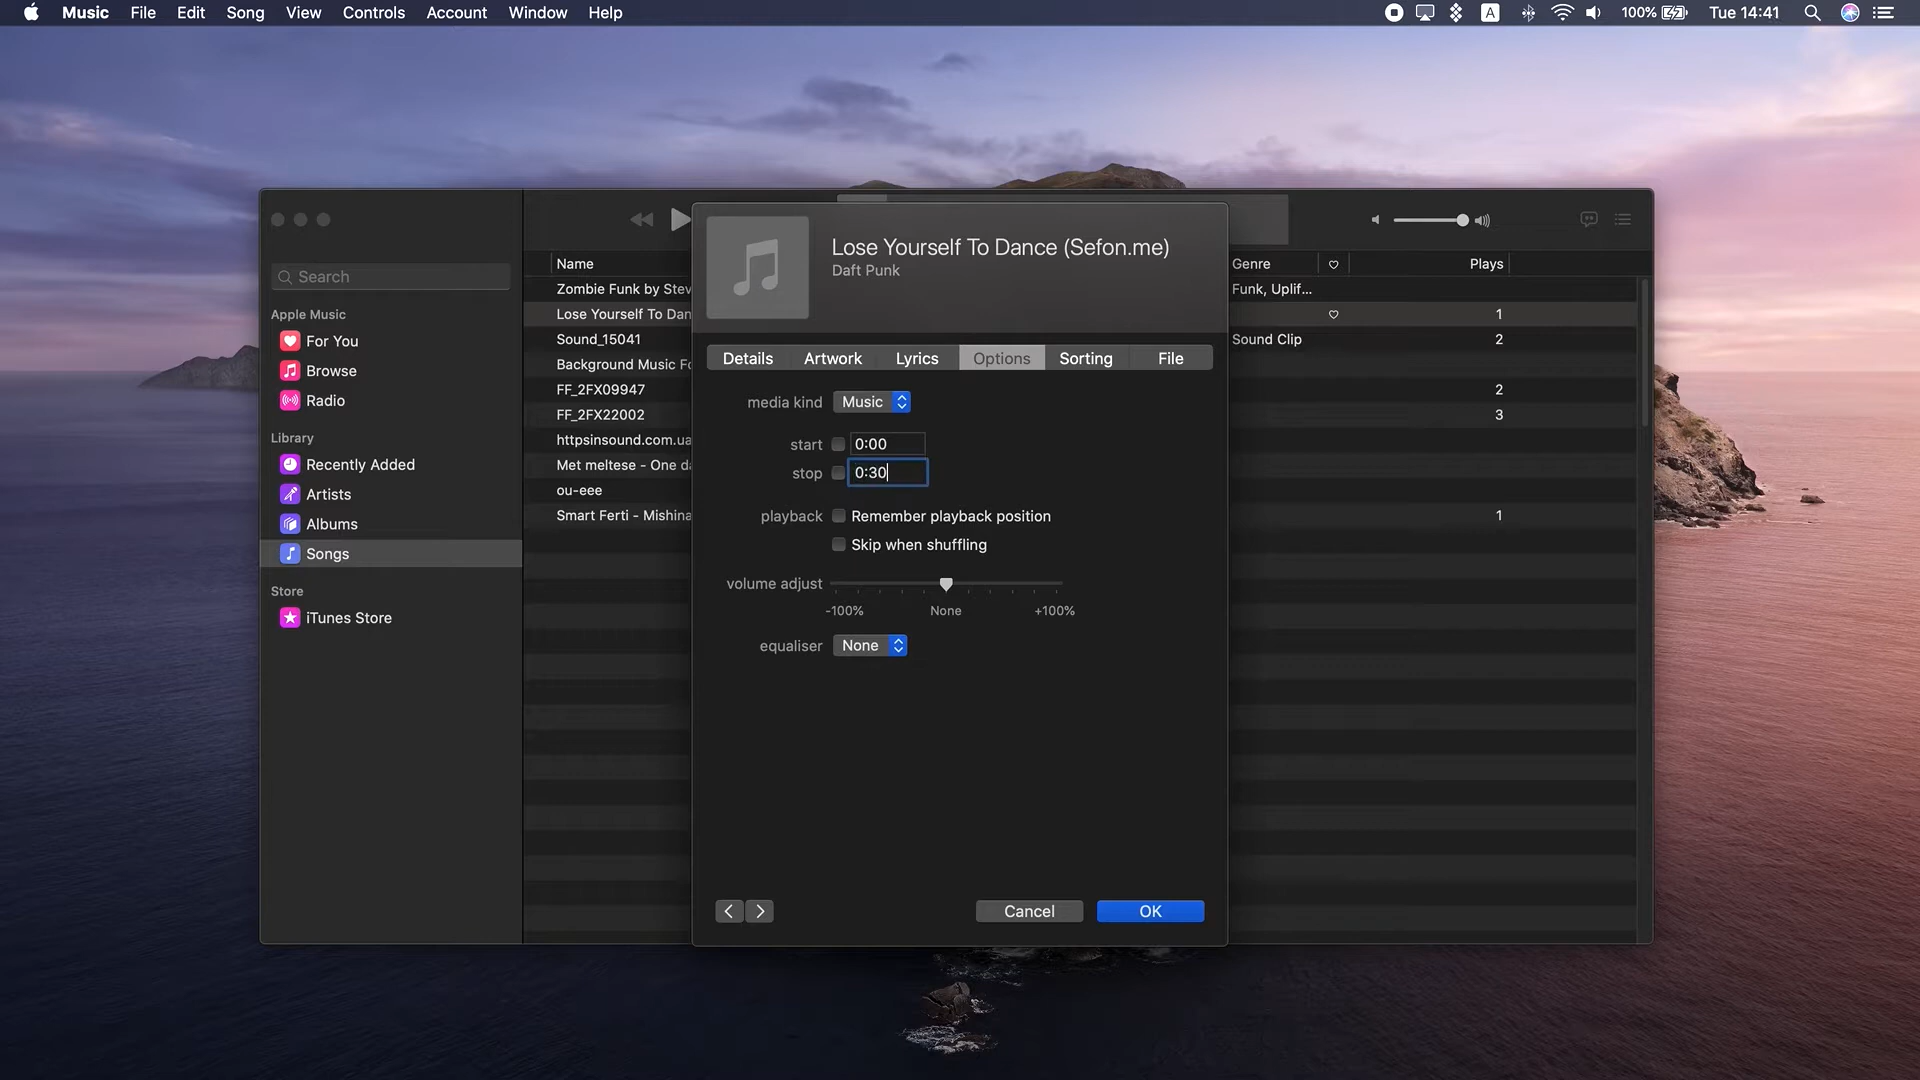 Music File Edit Song View Controls Account Window Help A 100% Tue 14:41
Search
Apple Music
For You
Browse
Radio
Library
Recently Added
Artists
Albums
Songs
Store
iTunes Store
Name
Zombie Funk by Stev
Lose Yourself To Dan
Sound_15041
Background Music Fo
FF_2FX09947
FF_2FX22002
httpsinsound.com.ua
Met meltese - One da
ou-eee
Smart Ferti - Mishina
Lose Yourself To Dance (Sefon.me)
Daft Punk
Details Artwork Lyrics Options Sorting File
media kind Music
start 0:00
stop 0:30
playback Remember playback position
Skip when shuffling
volume adjust
-100% None +100%
equaliser None
Cancel OK
Genre Plays
Funk, Uplif...
1
Sound Clip 2
2
3
1